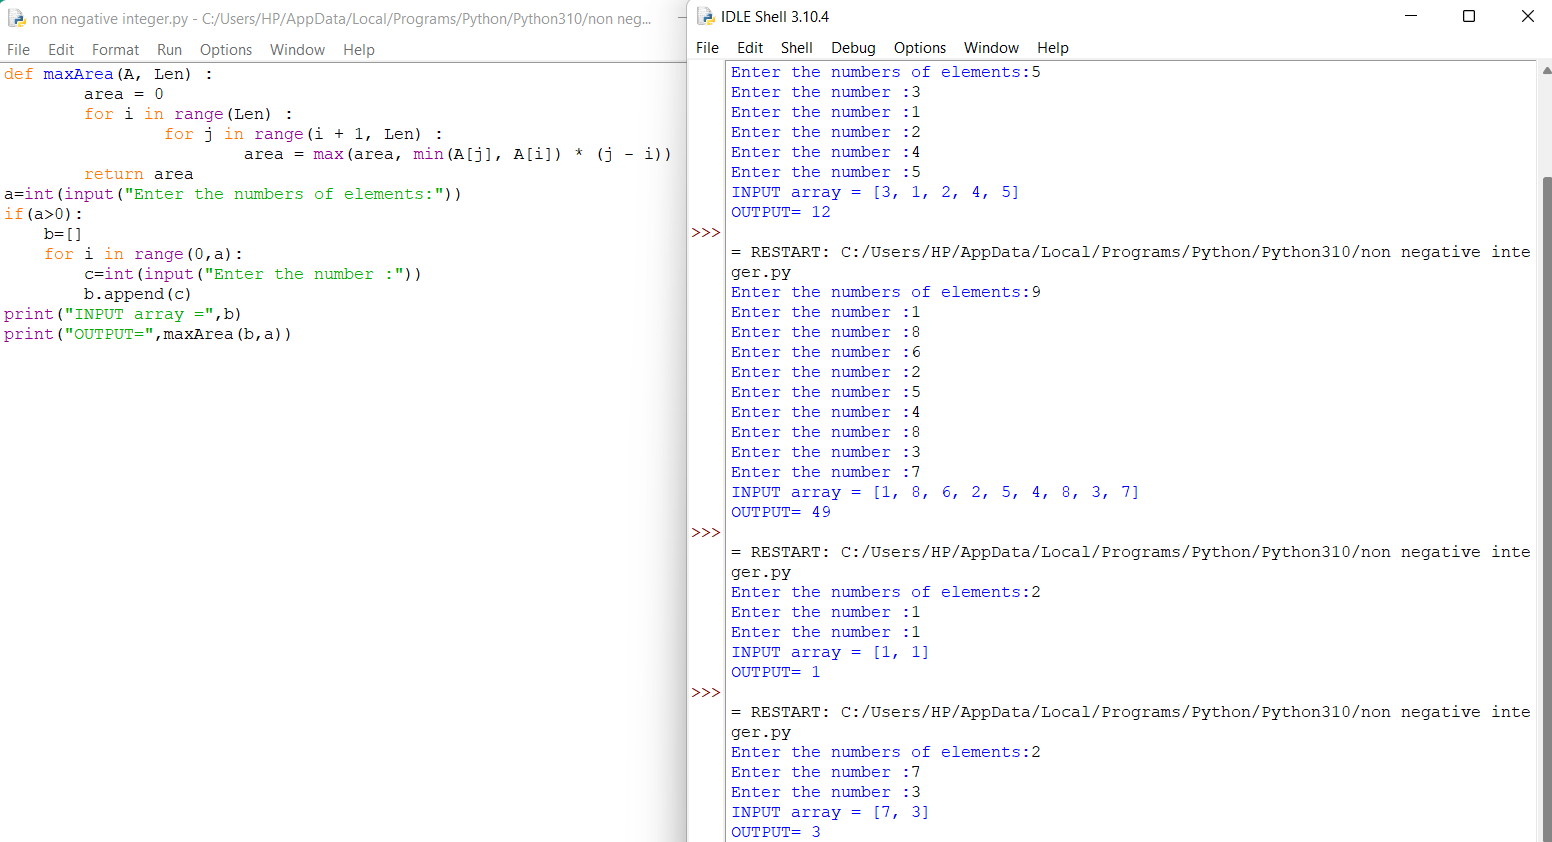 non negative integer.py - C:/Users/HP/AppData/Local/Programs/Python/Python310/non neg...
File Edit Format Run Options Window Help
def maxArea(A, Len) :
        area = 0
        for i in range(Len) :
                for j in range(i + 1, Len) :
                        area = max(area, min(A[j], A[i]) * (j - i))
        return area
a=int(input("Enter the numbers of elements:"))
if(a>0):
    b=[]
    for i in range(0,a):
        c=int(input("Enter the number :"))
        b.append(c)
print("INPUT array =",b)
print("OUTPUT=",maxArea(b,a))
IDLE Shell 3.10.4
File Edit Shell Debug Options Window Help
Enter the numbers of elements:5
Enter the number :3
Enter the number :1
Enter the number :2
Enter the number :4
Enter the number :5
INPUT array = [3, 1, 2, 4, 5]
OUTPUT= 12
>>>
= RESTART: C:/Users/HP/AppData/Local/Programs/Python/Python310/non negative inte
ger.py
Enter the numbers of elements:9
Enter the number :1
Enter the number :8
Enter the number :6
Enter the number :2
Enter the number :5
Enter the number :4
Enter the number :8
Enter the number :3
Enter the number :7
INPUT array = [1, 8, 6, 2, 5, 4, 8, 3, 7]
OUTPUT= 49
>>>
= RESTART: C:/Users/HP/AppData/Local/Programs/Python/Python310/non negative inte
ger.py
Enter the numbers of elements:2
Enter the number :1
Enter the number :1
INPUT array = [1, 1]
OUTPUT= 1
>>>
= RESTART: C:/Users/HP/AppData/Local/Programs/Python/Python310/non negative inte
ger.py
Enter the numbers of elements:2
Enter the number :7
Enter the number :3
INPUT array = [7, 3]
OUTPUT= 3